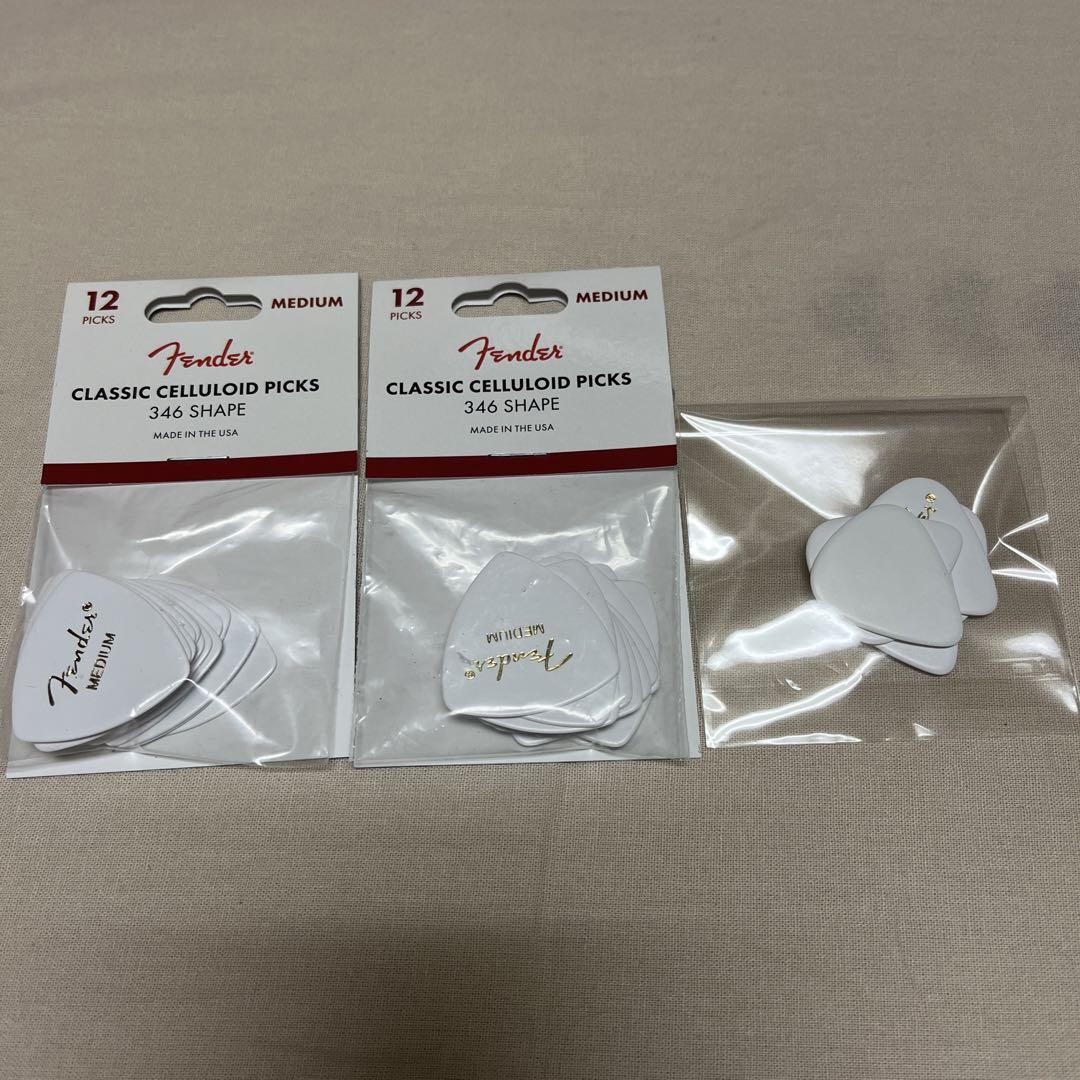 12
PICKS
MEDIUM
Fender®
CLASSIC CELLULOID PICKS
346 SHAPE
MADE IN THE USA
Fender®
MEDIUM
12
PICKS
MEDIUM
Fender®
CLASSIC CELLULOID PICKS
346 SHAPE
MADE IN THE USA
Fender®
MEDIUM